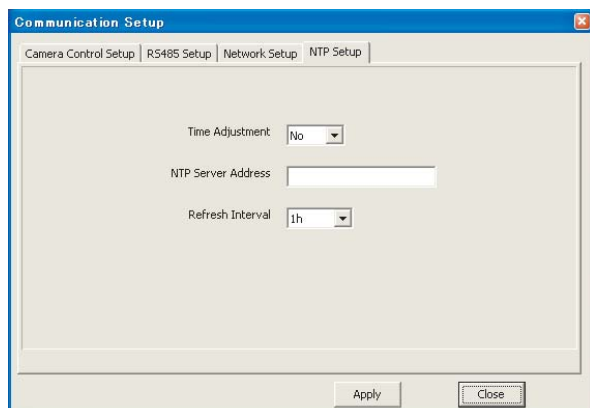 Communication Setup
Camera Control Setup RS485 Setup Network Setup NTP Setup
Time Adjustment No
NTP Server Address
Refresh Interval 1h
Apply Close